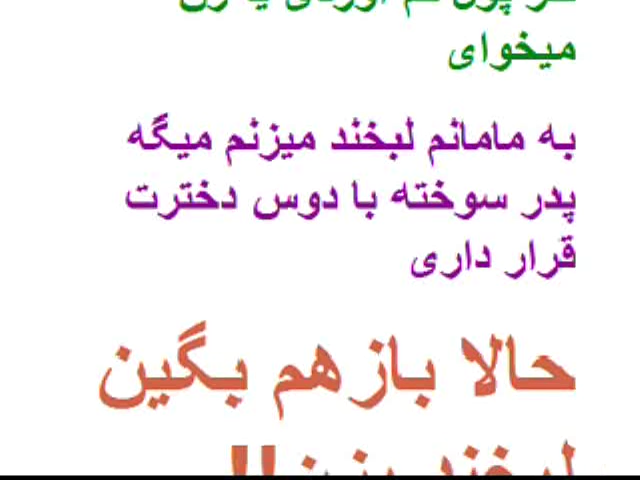 میخوای
به مامانم لبخند میزنم میگه
پدر سوخته با دوس دخترت
قرار داری
حالا بازهم بگین